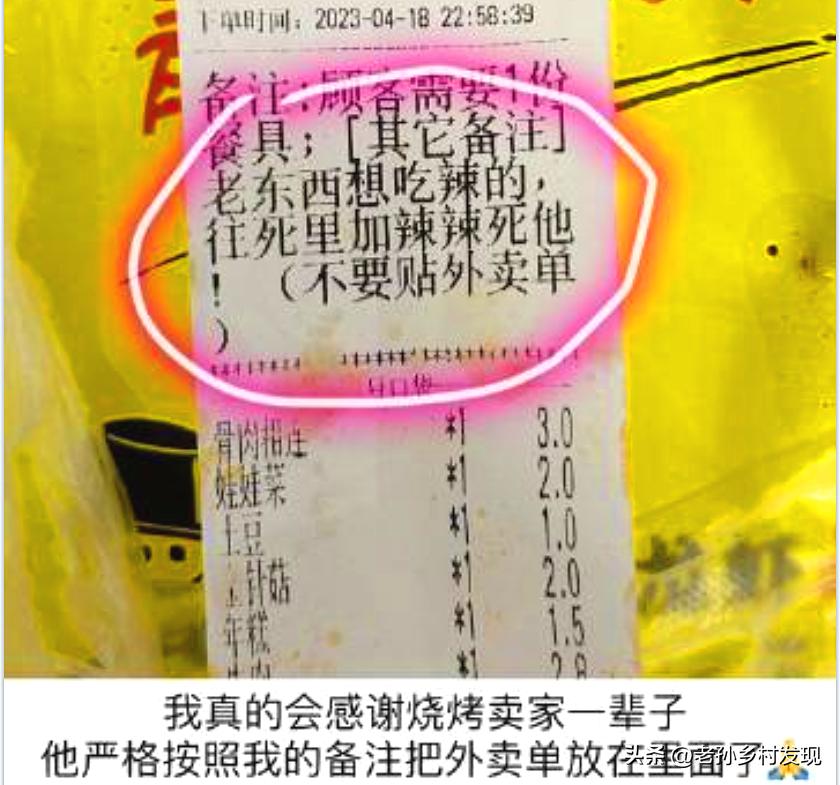 下单时间: 2023-04-18 22:58:39
备注:顾客需要1份
餐具;[其它备注]
老东西想吃辣的,
往死里加辣辣死他
! (不要贴外卖单
)
骨肉相连 *1 3.0
娃娃菜 *1 2.0
土豆 *1 1.0
针菇 *1 2.0
年糕 *1 1.5
*1 2.8
我真的会感谢烧烤卖家一辈子
他严格按照我的备注把外卖单放在里面了🙏
头条 @老孙乡村发现